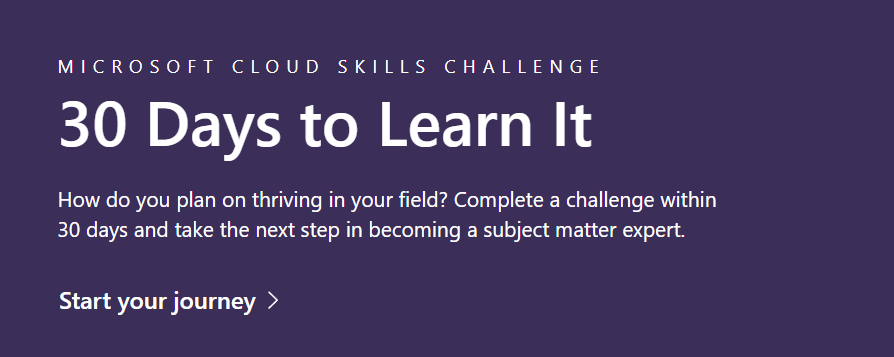 MICROSOFT CLOUD SKILLS CHALLENGE
30 Days to Learn It
How do you plan on thriving in your field? Complete a challenge within
30 days and take the next step in becoming a subject matter expert.
Start your journey